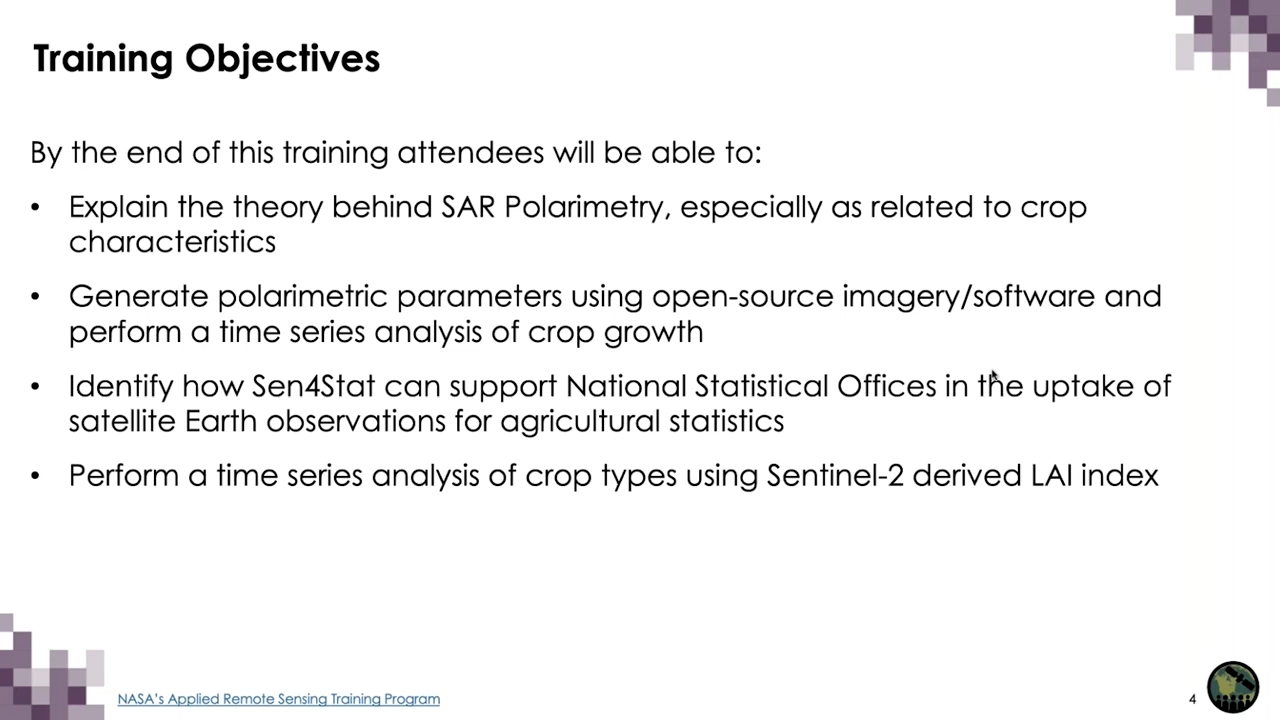 Training Objectives
By the end of this training attendees will be able to:
• Explain the theory behind SAR Polarimetry, especially as related to crop
characteristics
• Generate polarimetric parameters using open-source imagery/software and
perform a time series analysis of crop growth
• Identify how Sen4Stat can support National Statistical Offices in the uptake of
satellite Earth observations for agricultural statistics
• Perform a time series analysis of crop types using Sentinel-2 derived LAI index
NASA's Applied Remote Sensing Training Program
4